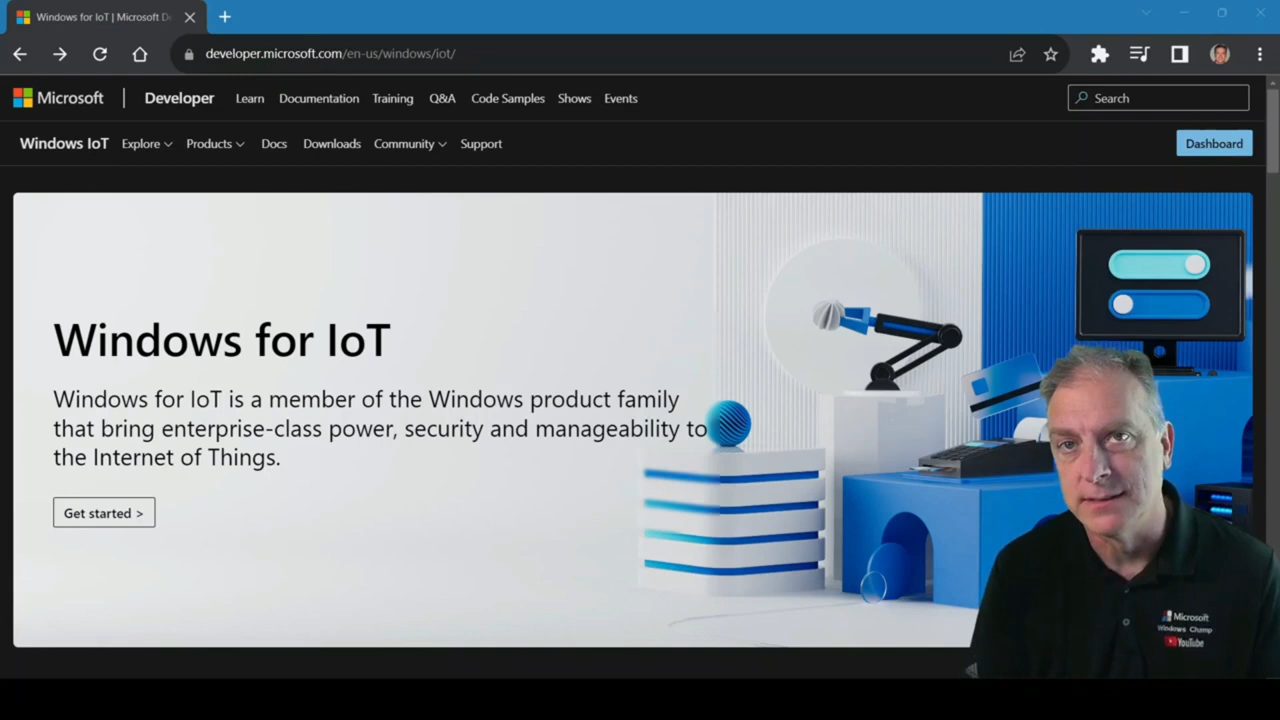 Windows for IoT | Microsoft De
developer.microsoft.com/en-us/windows/iot/
Microsoft Developer Learn Documentation Training Q&A Code Samples Shows Events Search
Windows IoT Explore Products Docs Downloads Community Support Dashboard
Windows for IoT
Windows for IoT is a member of the Windows product family
that bring enterprise-class power, security and manageability to
the Internet of Things.
Get started >
Microsoft
Windows Champ
YouTube